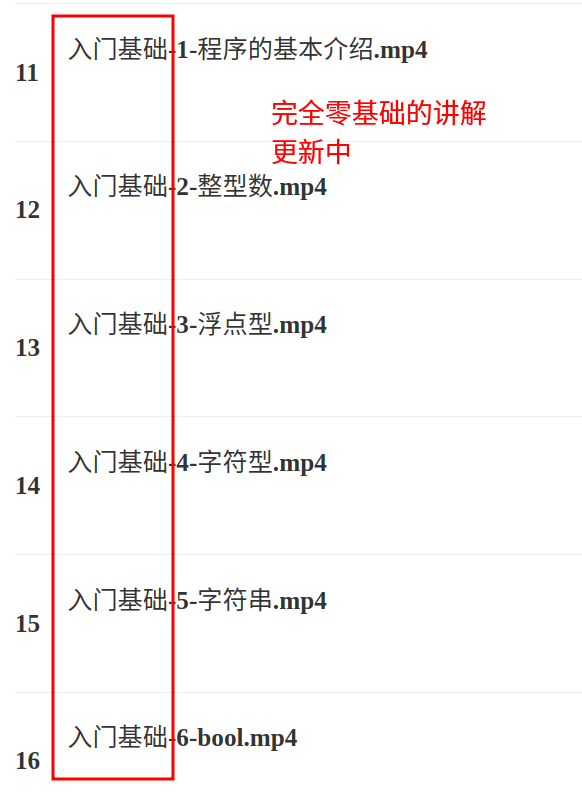 入门基础-1-程序的基本介绍.mp4
11
完全零基础的讲解
更新中
入门基础-2-整型数.mp4
12
入门基础-3-浮点型.mp4
13
入门基础-4-字符型.mp4
14
入门基础-5-字符串.mp4
15
入门基础-6-bool.mp4
16